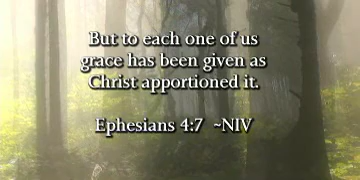 But to each one of us
grace has been given as
Christ apportioned it.
Ephesians 4:7 ~NIV